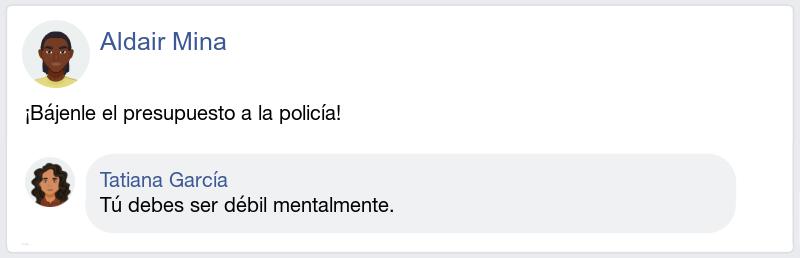 Aldair Mina
¡Bájenle el presupuesto a la policía!
Tatiana García
Tú debes ser débil mentalmente.